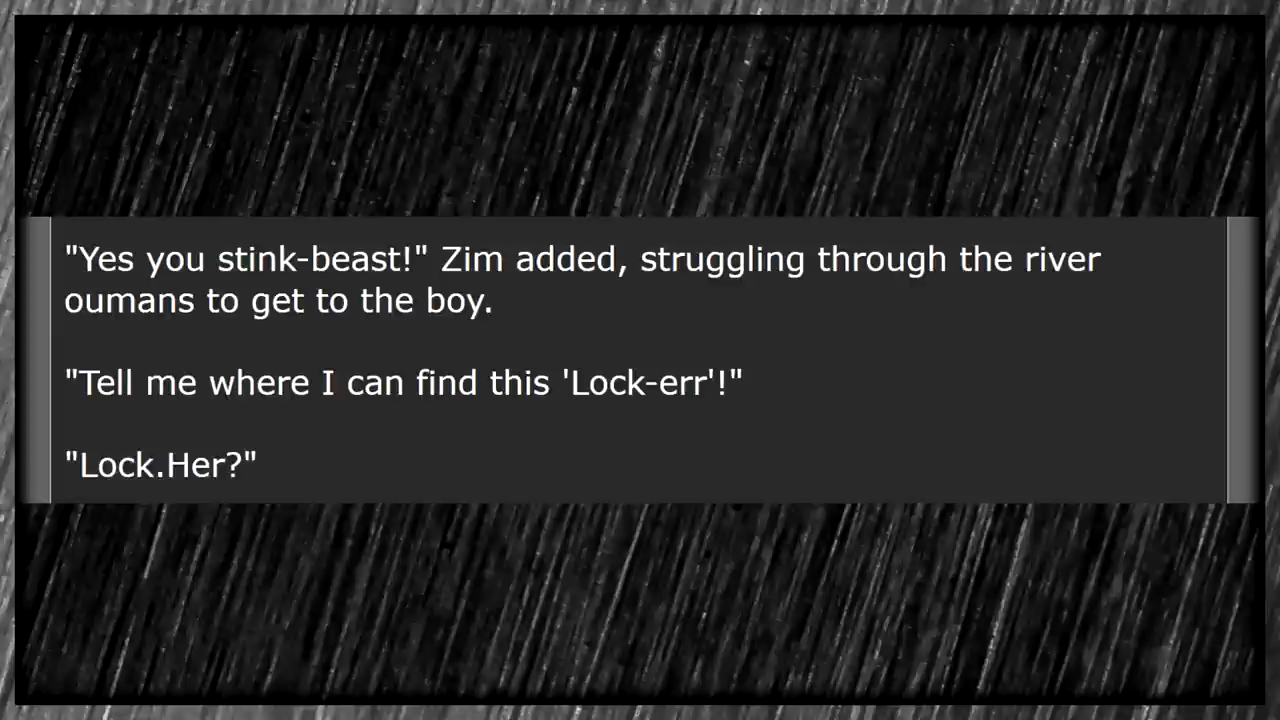 "Yes you stink-beast!" Zim added, struggling through the river
oumans to get to the boy.
"Tell me where I can find this 'Lock-err'!"
"Lock.Her?"